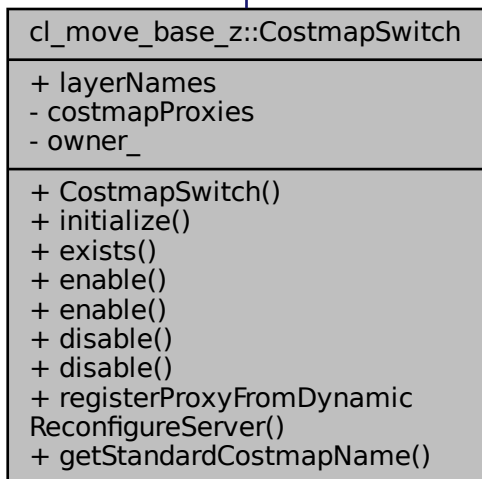 cl_move_base_z::CostmapSwitch
+ layerNames
- costmapProxies
- owner_
+ CostmapSwitch()
+ initialize()
+ exists()
+ enable()
+ enable()
+ disable()
+ disable()
+ registerProxyFromDynamic
ReconfigureServer()
+ getStandardCostmapName()